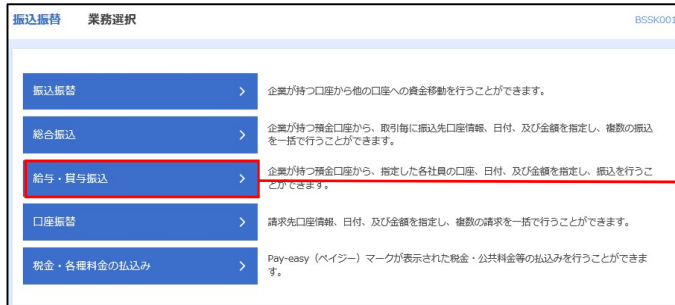 振込振替 業務選択 BSSK001
振込振替 企業が持つ口座から他の口座への資金移動を行うことができます。
総合振込 企業が持つ預金口座から、取引毎に振込先口座情報、日付、及び金額を指定し、複数の振込
を一括で行うことができます。
給与・賞与振込 企業が持つ預金口座から、指定した各社員の口座、日付、及び金額を指定し、振込を行うこ
とができます。
口座振替 請求先口座情報、日付、及び金額を指定し、複数の請求を一括で行うことができます。
税金・各種料金の払込み Pay-easy（ペイジー）マークが表示された税金・公共料金等の払込みを行うことができま
す。